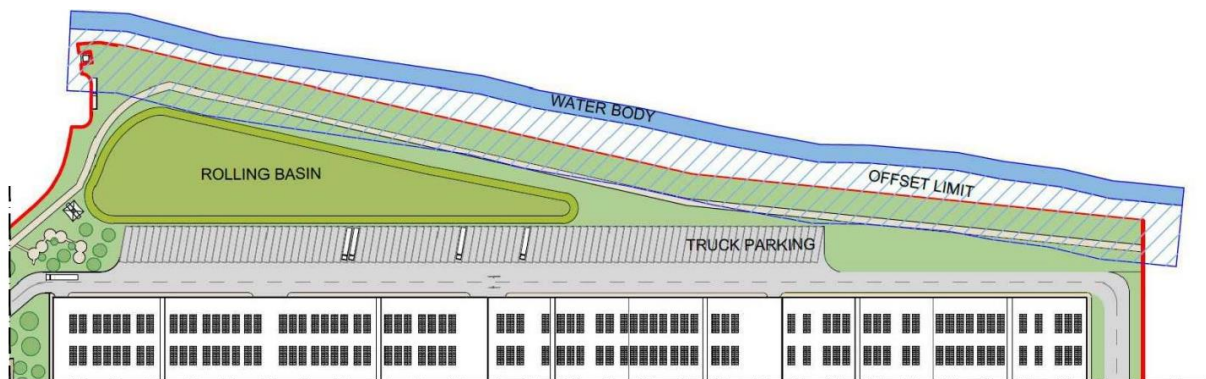 WATER BODY
ROLLING BASIN
OFFSET LIMIT
TRUCK PARKING